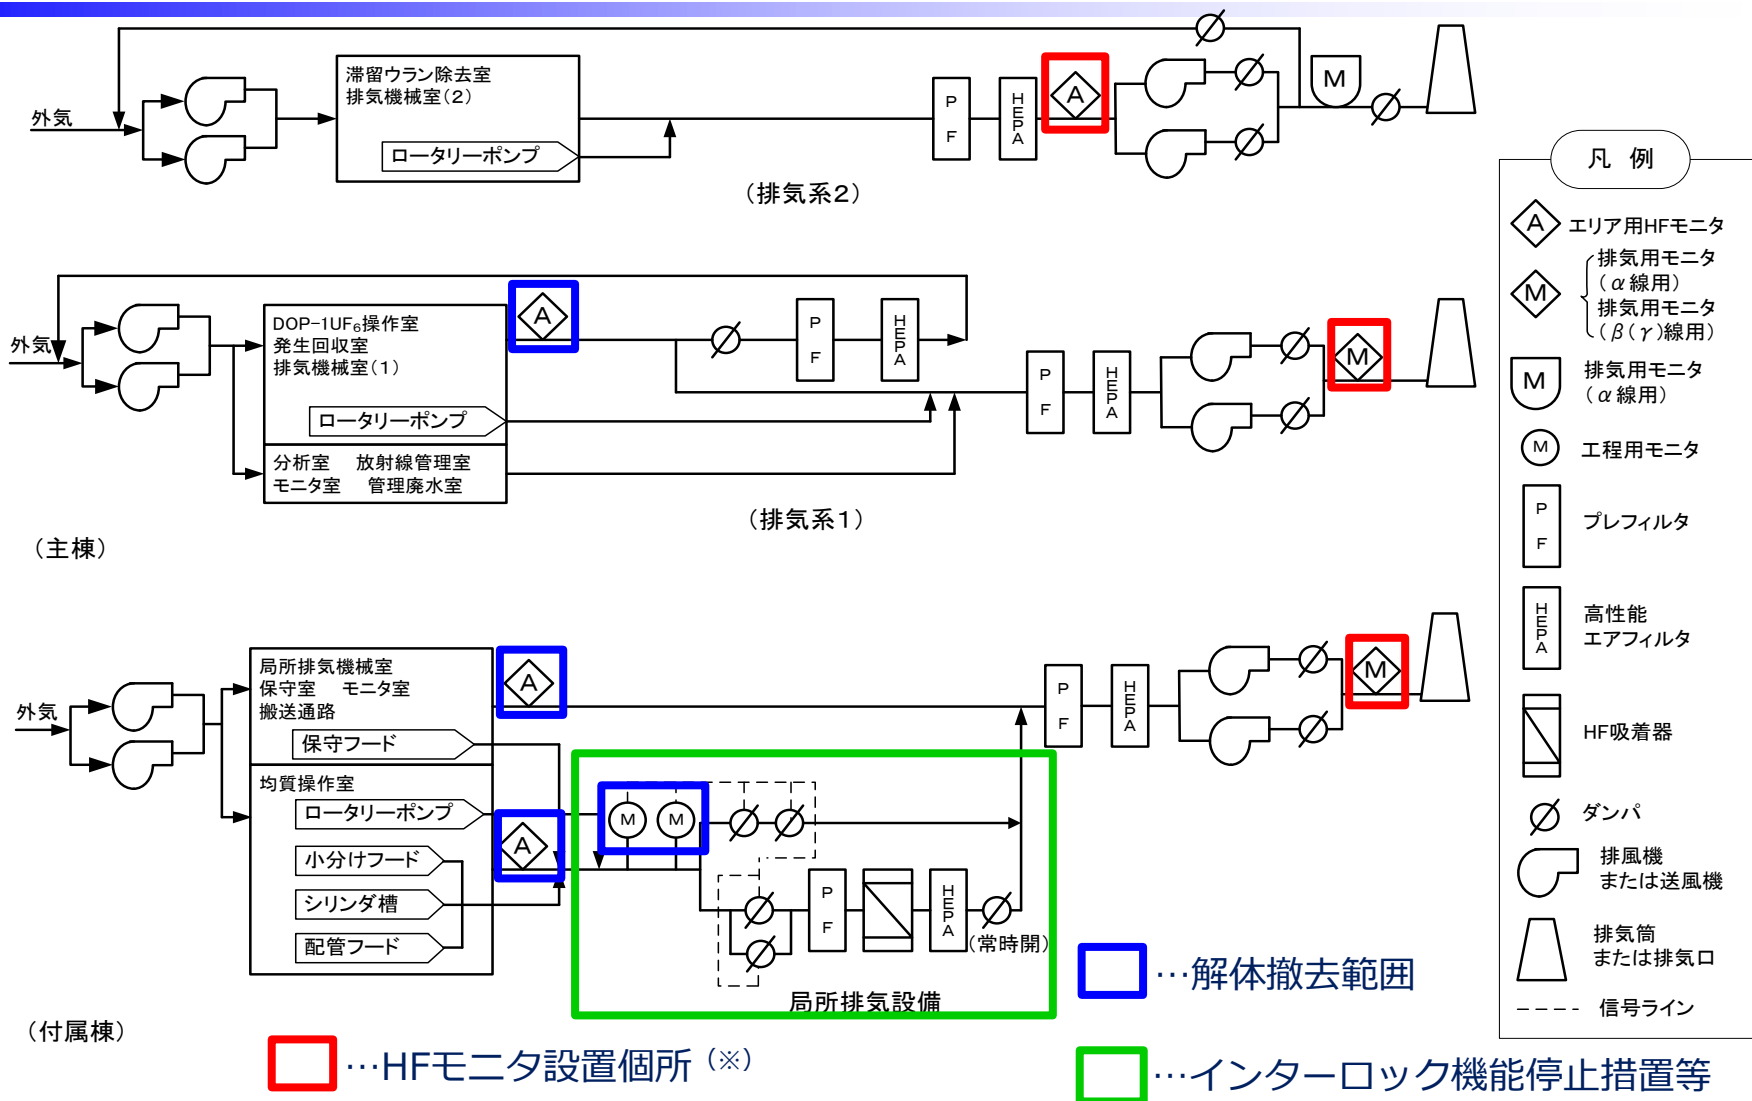 外気
滞留ウラン除去室
排気機械室(2)
ロータリーポンプ
P F
HEPA
A
M
(排気系2)
外気
DOP-1UF₆操作室
発生回収室
排気機械室(1)
ロータリーポンプ
分析室 放射線管理室
モニタ室 管理廃水室
A
P F
HEPA
P F
HEPA
M
(排気系1)
(主棟)
外気
局所排気機械室
保守室 モニタ室
搬送通路
保守フード
均質操作室
ロータリーポンプ
小分けフード
シリンダ槽
配管フード
A
A
M
M
P F
HEPA
(常時開)
局所排気設備
P F
HEPA
M
(付属棟)
…HFモニタ設置個所(※)
…解体撤去範囲
…インターロック機能停止措置等
凡 例
A エリア用HFモニタ
M 排気用モニタ
(α線用)
排気用モニタ
(β(γ)線用)
M 排気用モニタ
(α線用)
M 工程用モニタ
P F プレフィルタ
HEPA 高性能
エアフィルタ
HF吸着器
ダンパ
排風機
または送風機
排気筒
または排気口
信号ライン